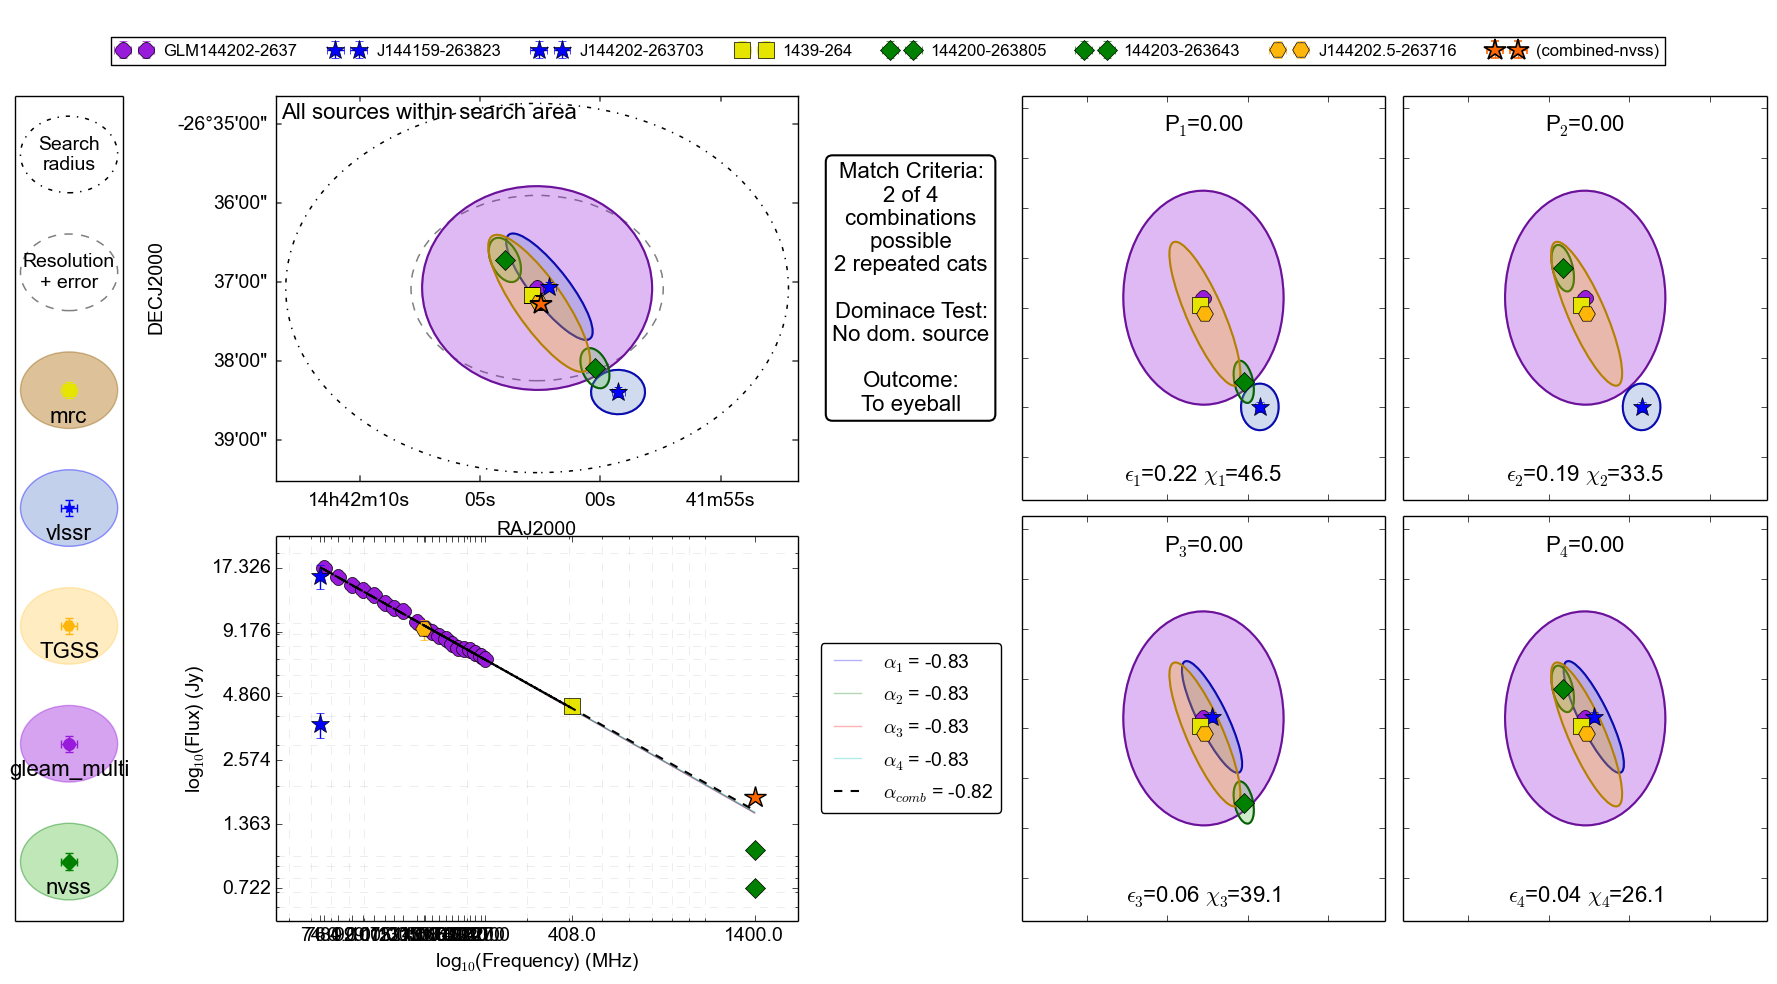 GLM144202-2637 J144159-263823 J144202-263703 1439-264 144200-263805 144203-263643 J144202.5-263716 (combined-nvss)
Search
radius
Resolution
+ error
mrc
vlssr
TGSS
gleam_multi
nvss
All sources within search area
DECJ2000
-26°35'00"
36'00"
37'00"
38'00"
39'00"
14h42m10s 05s 00s 41m55s
RAJ2000
Match Criteria:
2 of 4
combinations
possible
2 repeated cats
Dominace Test:
No dom. source
Outcome:
To eyeball
log10(Flux) (Jy)
17.326
9.176
4.860
2.574
1.363
0.722
408.0 1400.0
log10(Frequency) (MHz)
α1 = -0.83
α2 = -0.83
α3 = -0.83
α4 = -0.83
αcomb = -0.82
P1=0.00
ϵ1=0.22 χ1=46.5
P2=0.00
ϵ2=0.19 χ2=33.5
P3=0.00
ϵ3=0.06 χ3=39.1
P4=0.00
ϵ4=0.04 χ4=26.1